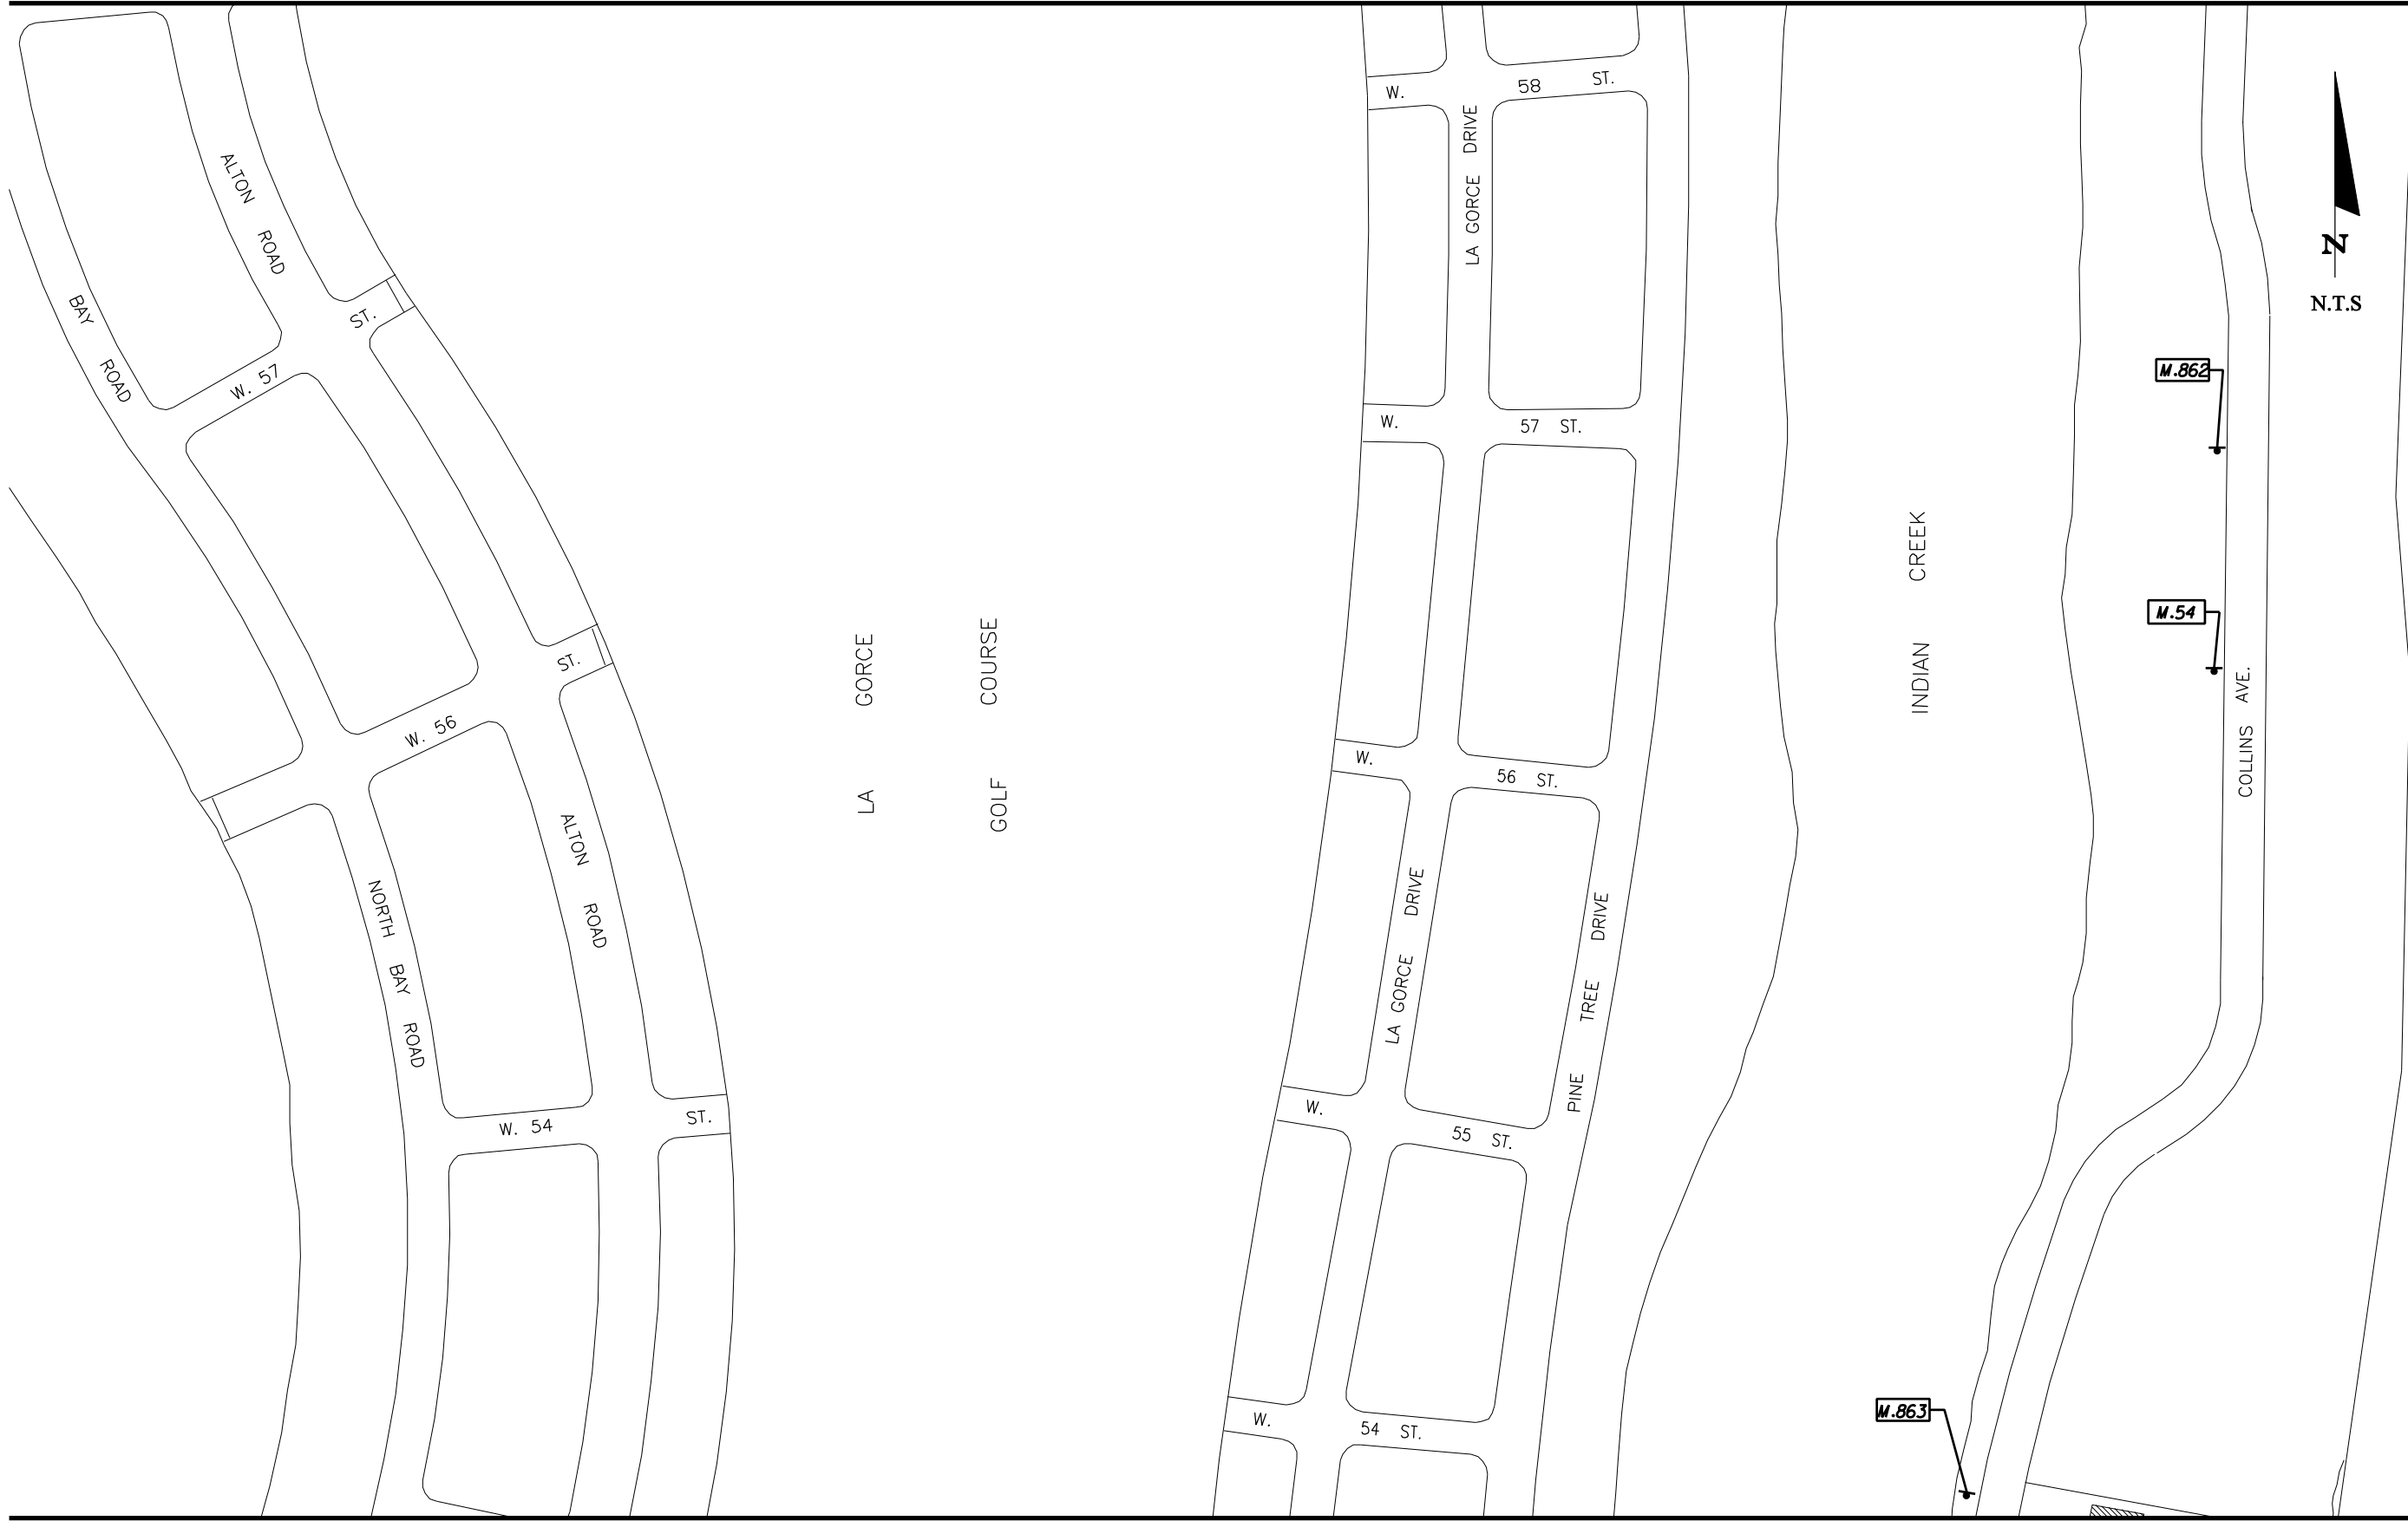 W.
58
ST.
LA GORCE DRIVE
ALTON ROAD
BAY ROAD
ST.
W. 57
N
N.T.S
M.862
W.
57 ST.
INDIAN CREEK
LA GORCE
GOLF COURSE
M.54
COLLINS AVE.
ST.
W. 56
W.
56 ST.
ALTON ROAD
NORTH BAY ROAD
LA GORCE DRIVE
PINE TREE DRIVE
W. 54
ST.
W.
55 ST.
W.
54 ST.
M.863